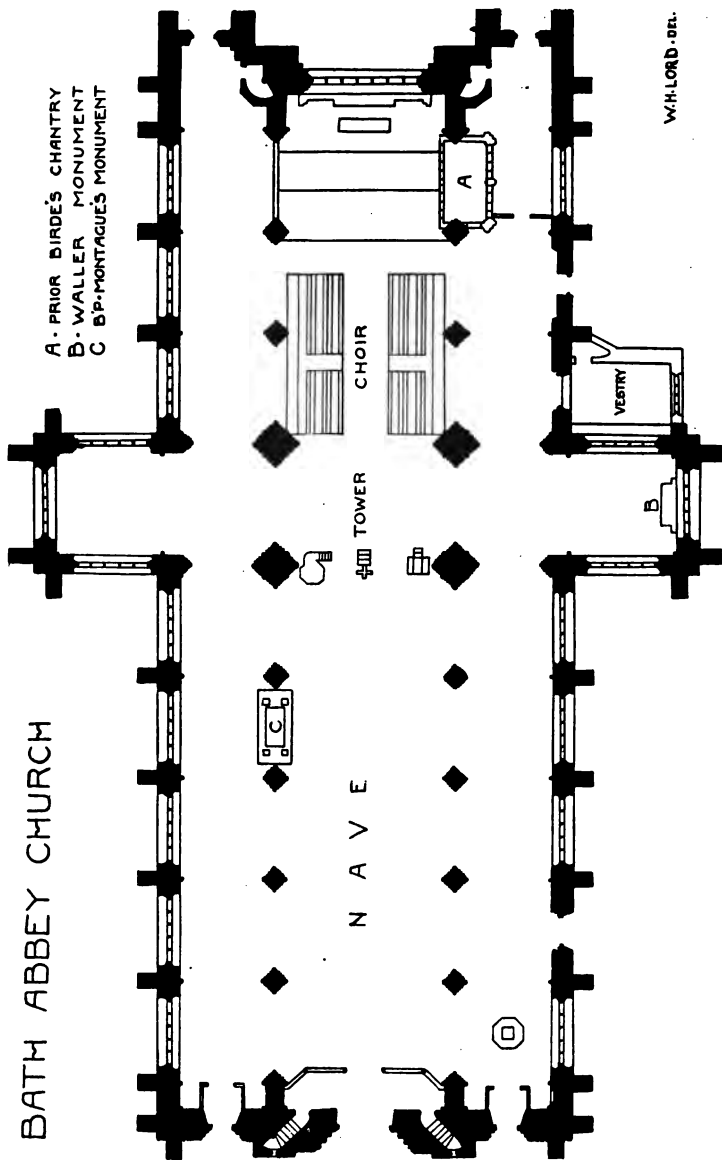 BATH ABBEY CHURCH
A · PRIOR BIRDE'S CHANTRY
B · WALLER MONUMENT
C B'P · MONTAGUE'S MONUMENT
NAVE
C
TOWER
CHOIR
A
VESTRY
B
W.H.LORD · DEL.